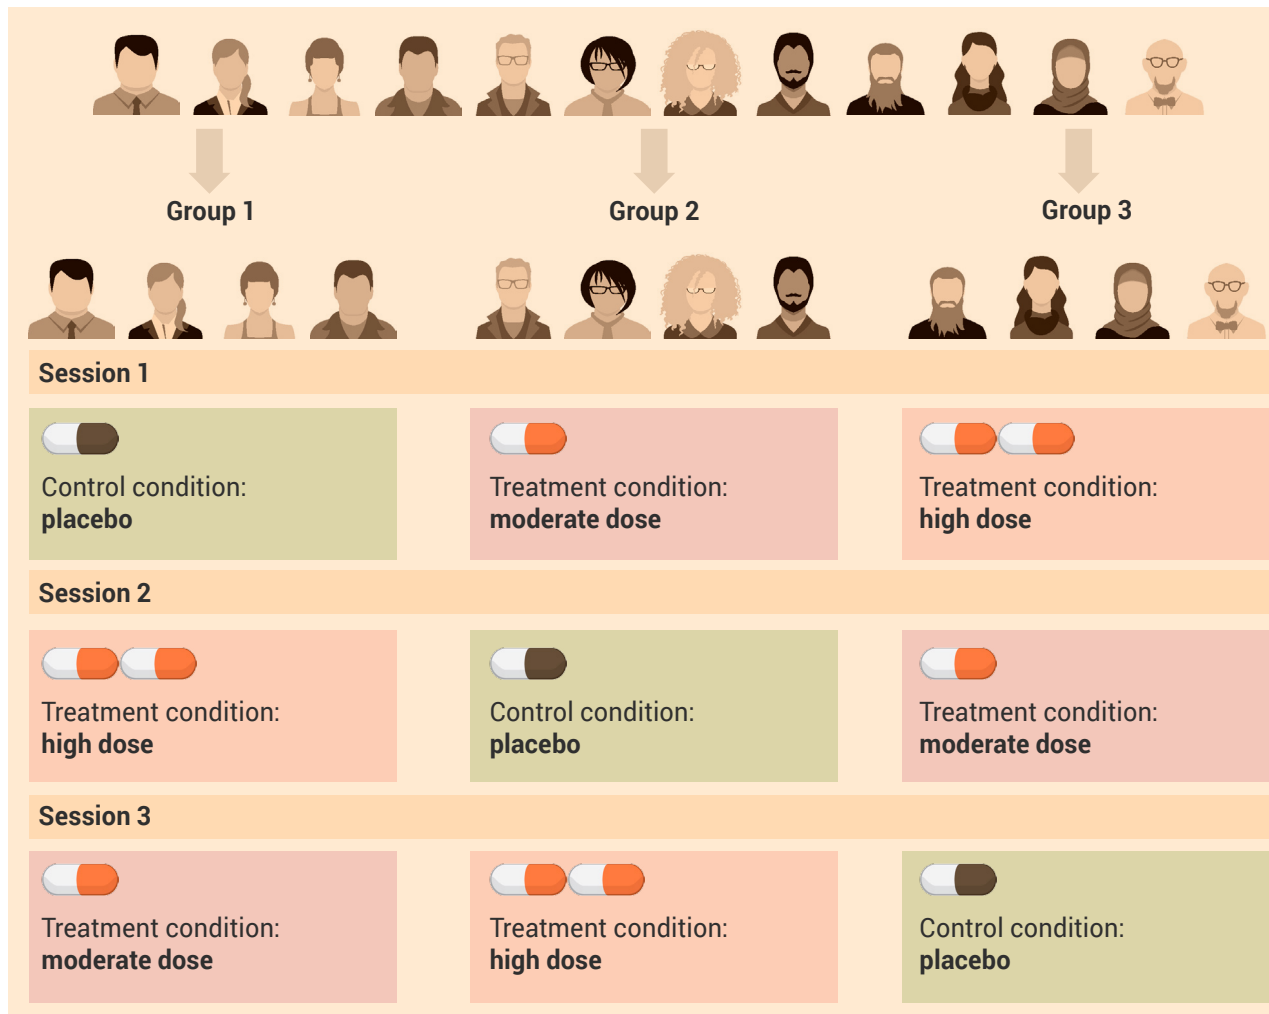 Group 1
Group 2
Group 3
Session 1
Control condition:
placebo
Treatment condition:
moderate dose
Treatment condition:
high dose
Session 2
Treatment condition:
high dose
Control condition:
placebo
Treatment condition:
moderate dose
Session 3
Treatment condition:
moderate dose
Treatment condition:
high dose
Control condition:
placebo